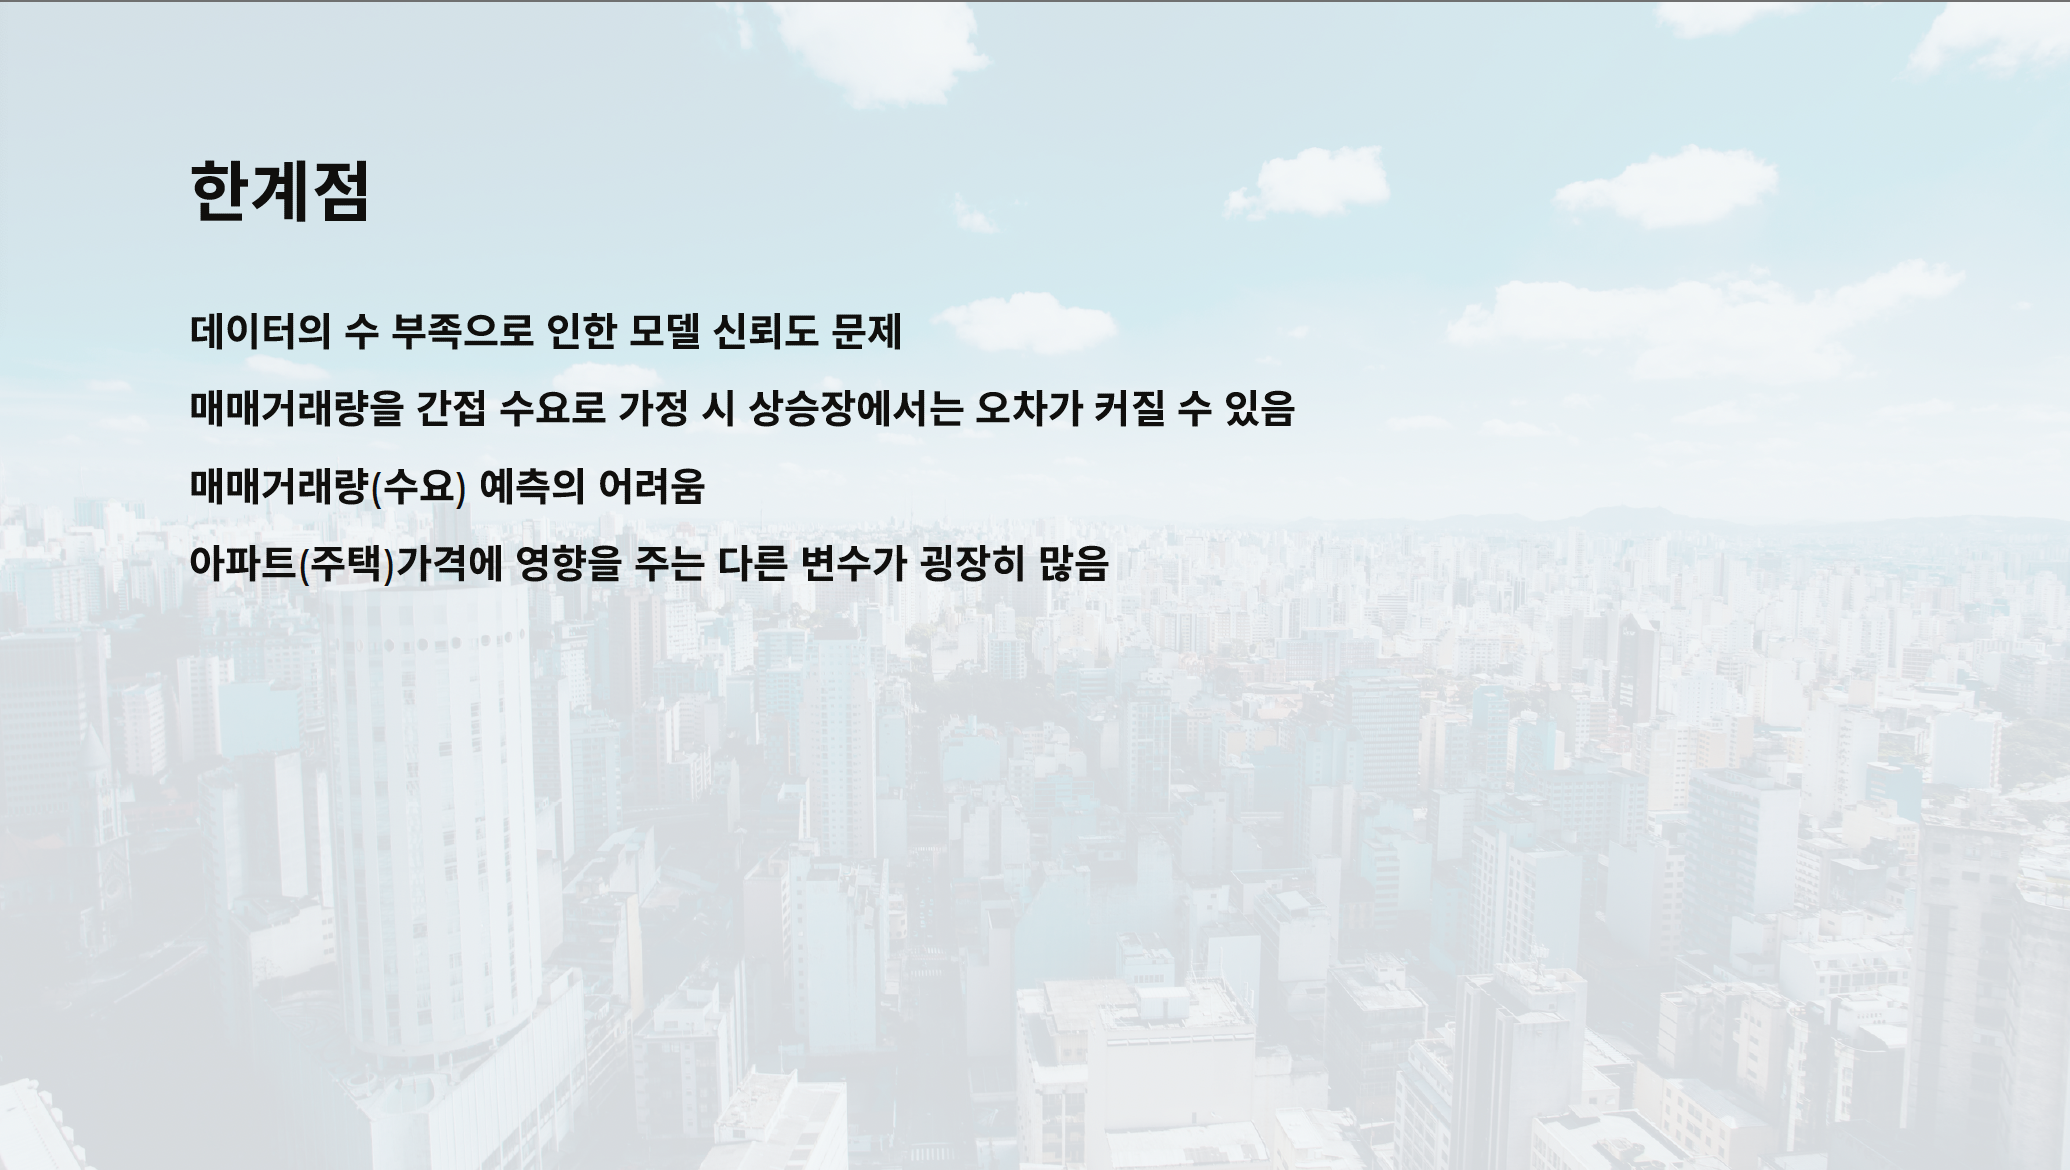 한계점
데이터의 수 부족으로 인한 모델 신뢰도 문제
매매거래량을 간접 수요로 가정 시 상승장에서는 오차가 커질 수 있음
매매거래량(수요) 예측의 어려움
아파트(주택)가격에 영향을 주는 다른 변수가 굉장히 많음